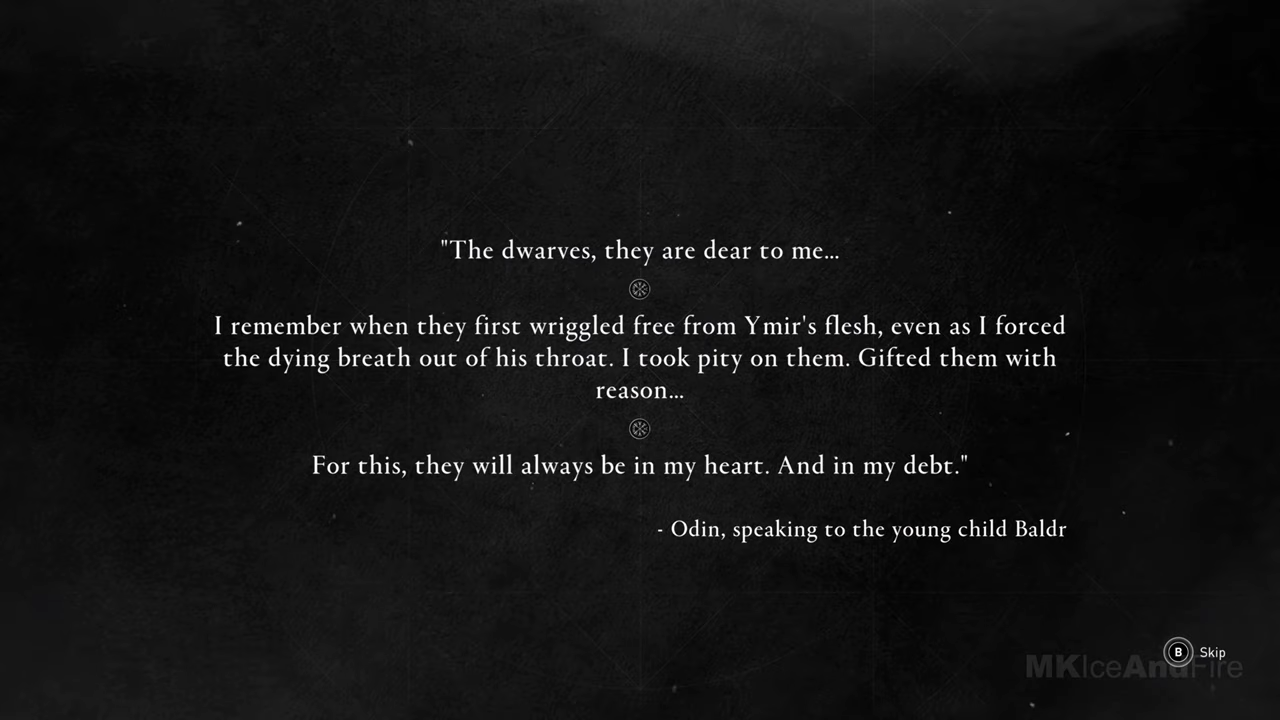 "The dwarves, they are dear to me...
I remember when they first wriggled free from Ymir's flesh, even as I forced
the dying breath out of his throat. I took pity on them. Gifted them with
reason...
For this, they will always be in my heart. And in my debt."
- Odin, speaking to the young child Baldr
B Skip
MKIceAndFire